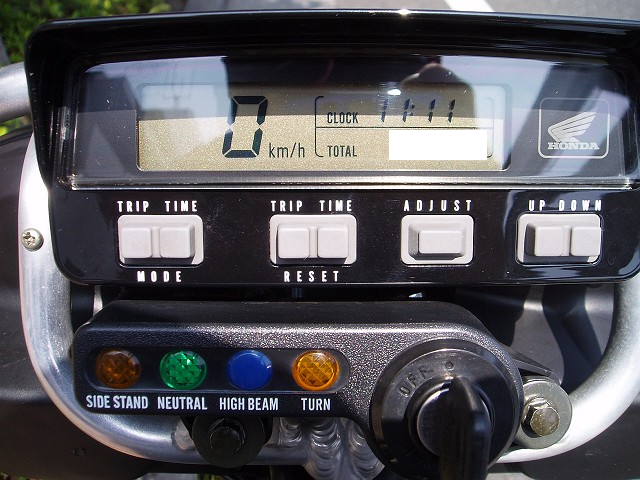 0 km/h
CLOCK 11:11
TOTAL
HONDA
TRIP TIME
TRIP TIME
ADJUST
UP DOWN
MODE
RESET
SIDE STAND NEUTRAL HIGH BEAM TURN
OFF